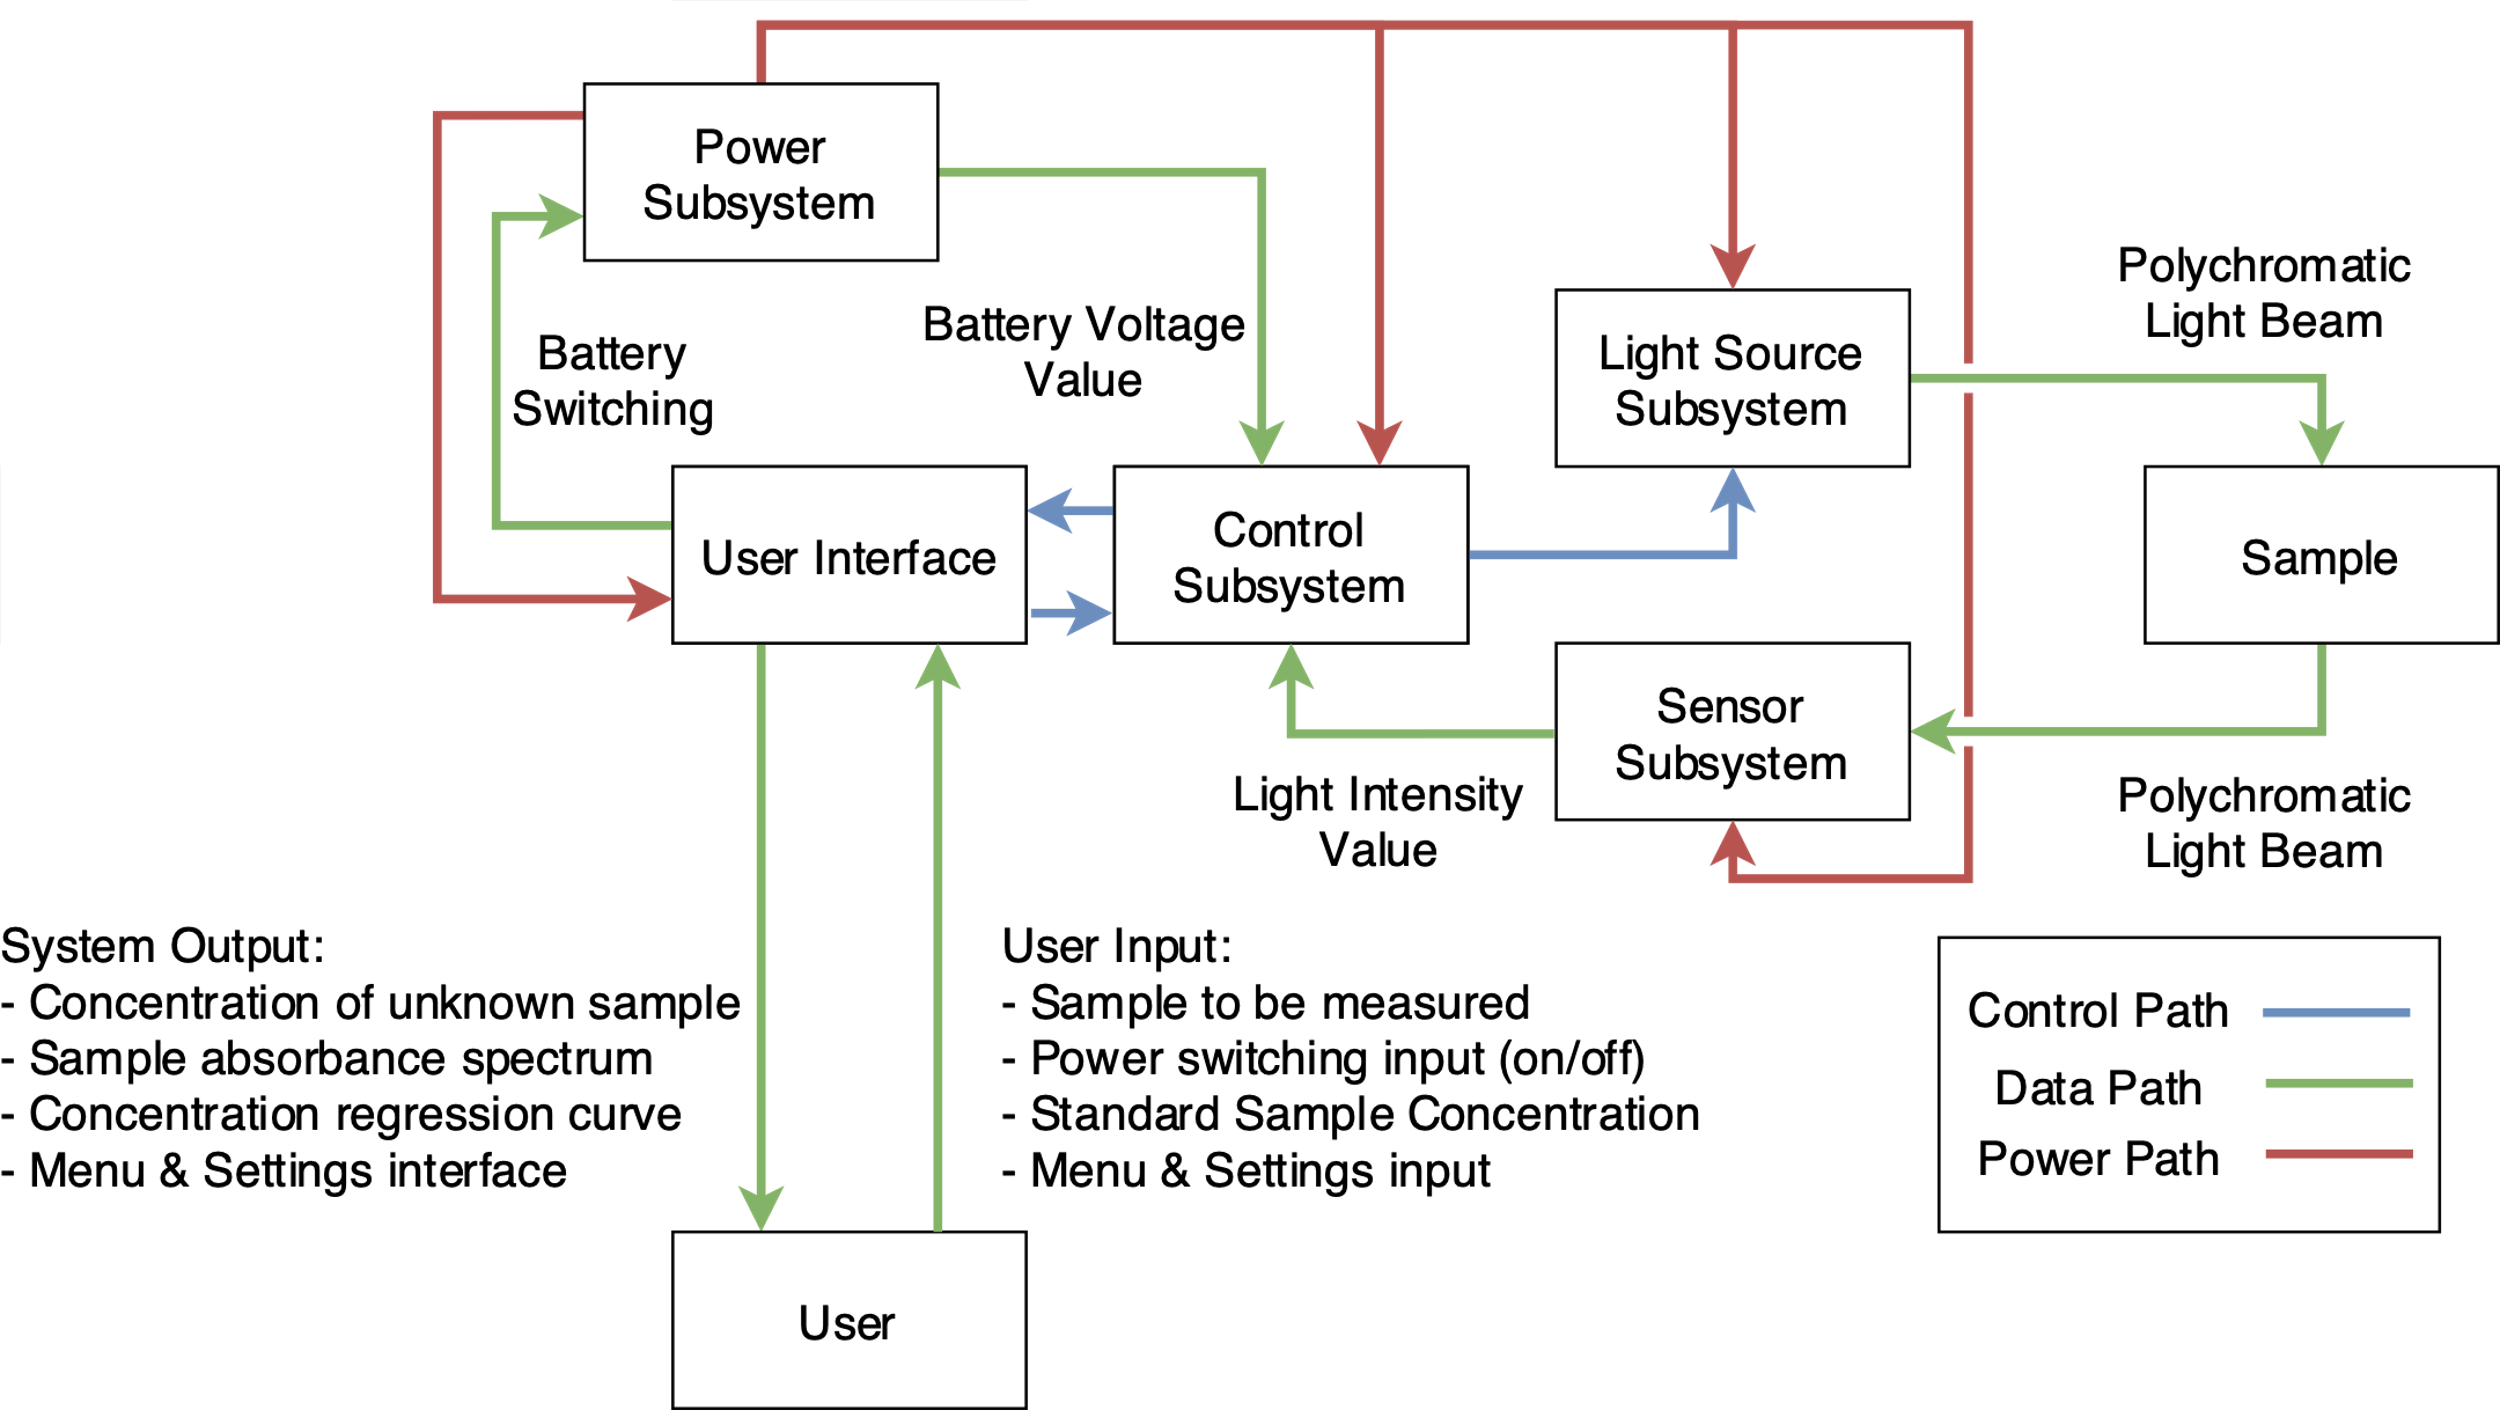 Power
Subsystem
Battery
Switching
Battery Voltage
Value
Light Source
Subsystem
Polychromatic
Light Beam
User Interface
Control
Subsystem
Sample
Sensor
Subsystem
Light Intensity
Value
Polychromatic
Light Beam
System Output:
- Concentration of unknown sample
- Sample absorbance spectrum
- Concentration regression curve
- Menu & Settings interface
User Input:
- Sample to be measured
- Power switching input (on/off)
- Standard Sample Concentration
- Menu & Settings input
Control Path
Data Path
Power Path
User